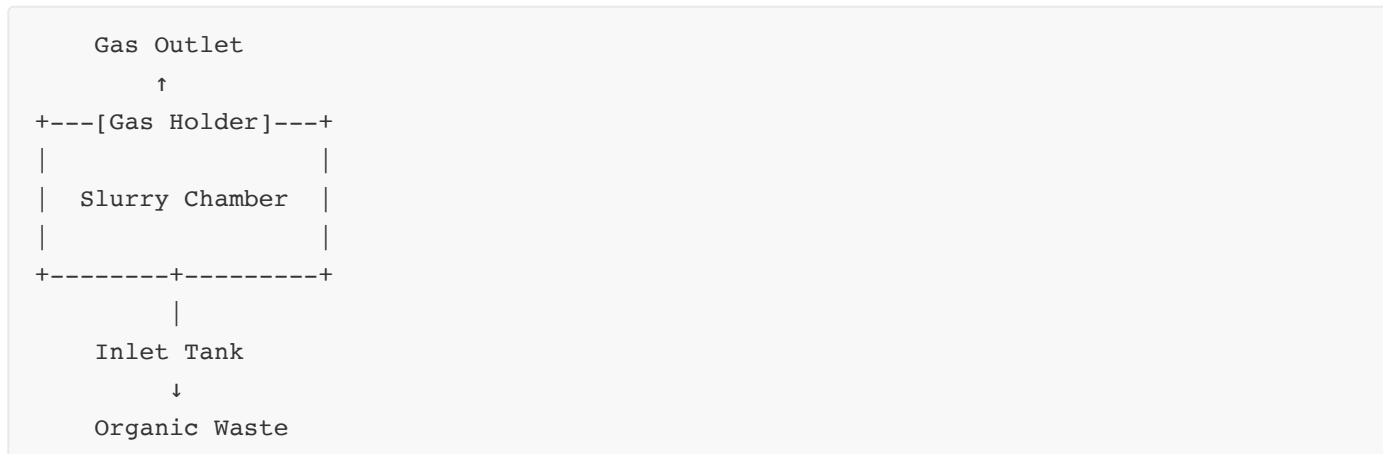 Gas Outlet
↑
+---[Gas Holder]---+
|                  |
|  Slurry Chamber  |
|                  |
+--------+---------+
|
Inlet Tank
↓
Organic Waste